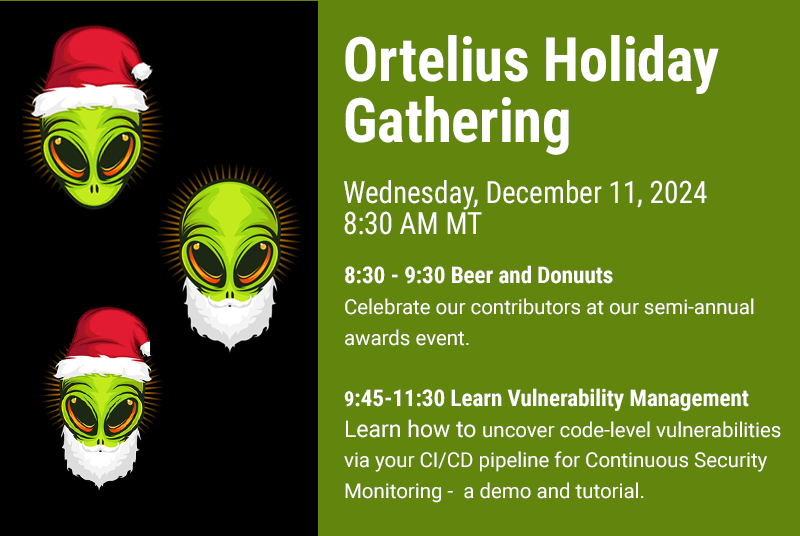 Ortelius Holiday
Gathering
Wednesday, December 11, 2024
8:30 AM MT
8:30 - 9:30 Beer and Donuuts
Celebrate our contributors at our semi-annual
awards event.
9:45-11:30 Learn Vulnerability Management
Learn how to uncover code-level vulnerabilities
via your CI/CD pipeline for Continuous Security
Monitoring - a demo and tutorial.